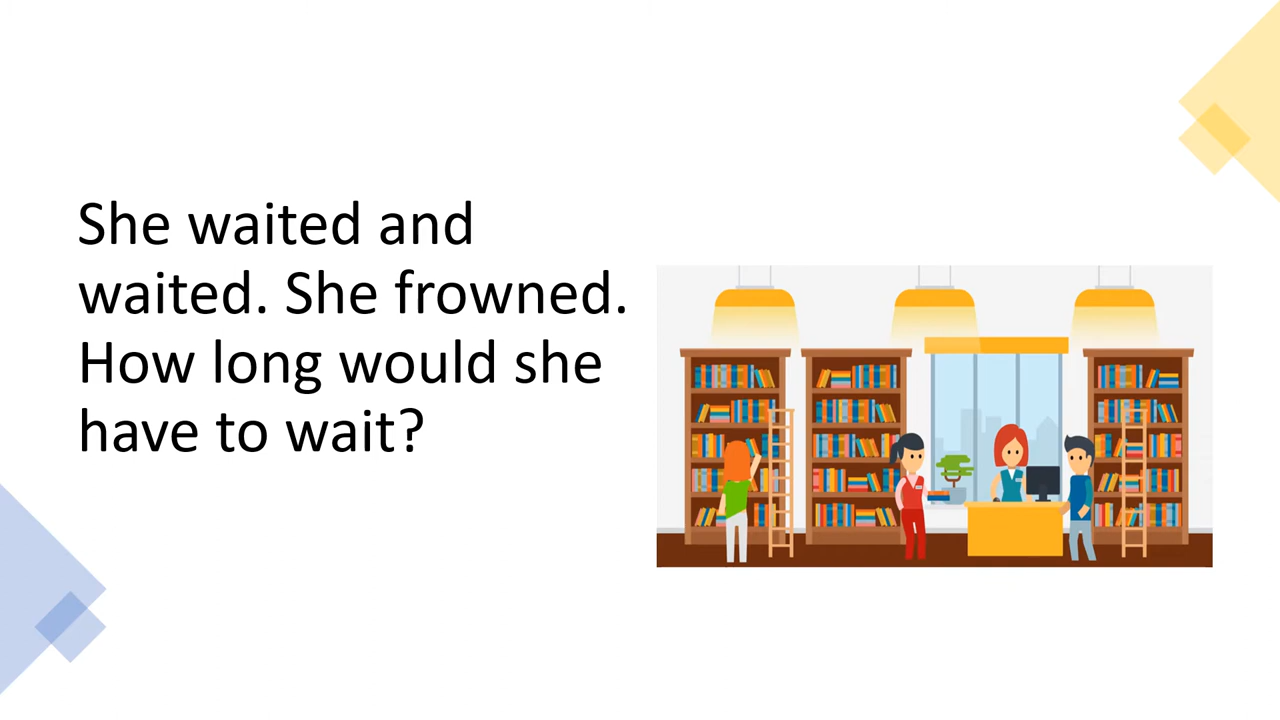 She waited and
waited. She frowned.
How long would she
have to wait?